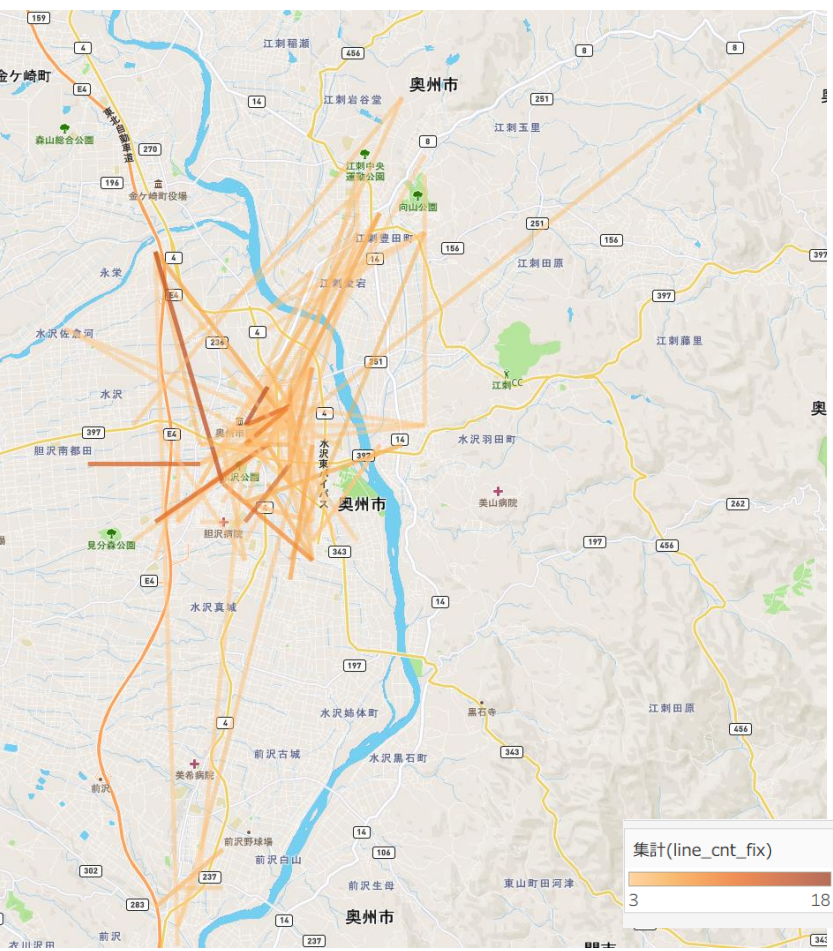 159
4
江刺稲瀬
456
8
8
金ケ崎町
E4
奥州市
14
江刺岩谷堂
251
東北自動車道
森山総合公園
270
8
江刺玉里
江刺中央
運動公園
196
金ケ崎町役場
向山公園
251
江刺豊田町
156
156
4
14
江刺田原
397
永栄
E4
397
水沢佐倉河
4
236
江刺藤里
251
水沢
江刺CC
奥
4
397
E4
14
水沢羽田町
胆沢南都田
水沢東バイパス
397
沢公園
美山病院
奥州市
262
4
胆沢病院
見分森公園
343
197
456
E4
14
水沢真城
197
水沢姉体町
黒石寺
江刺田原
4
456
前沢古城
水沢黒石町
343
美希病院
前沢
集計(line_cnt_fix)
14
前沢野球場
106
前沢白山
302
237
前沢生母
東山町田河津
3
18
283
奥州市
14
前沢
237
衣川沢田
343